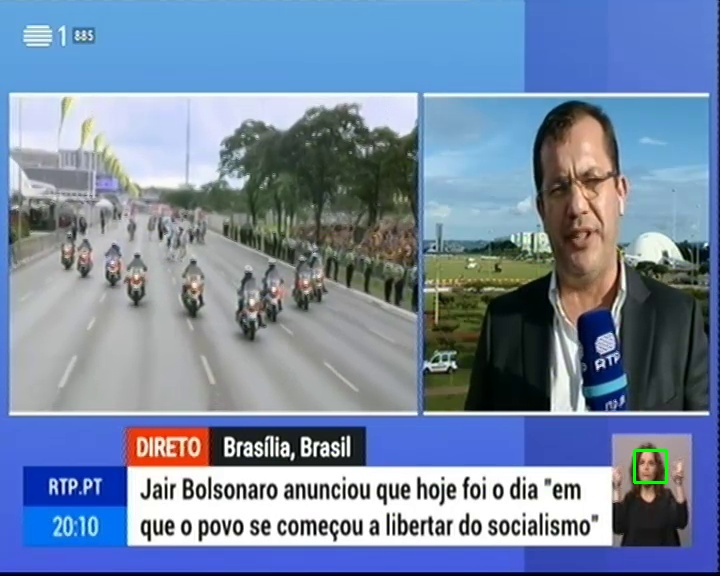 1 885
RTP
DIRETO Brasília, Brasil
RTP.PT
20:10
Jair Bolsonaro anunciou que hoje foi o dia "em
que o povo se começou a libertar do socialismo"